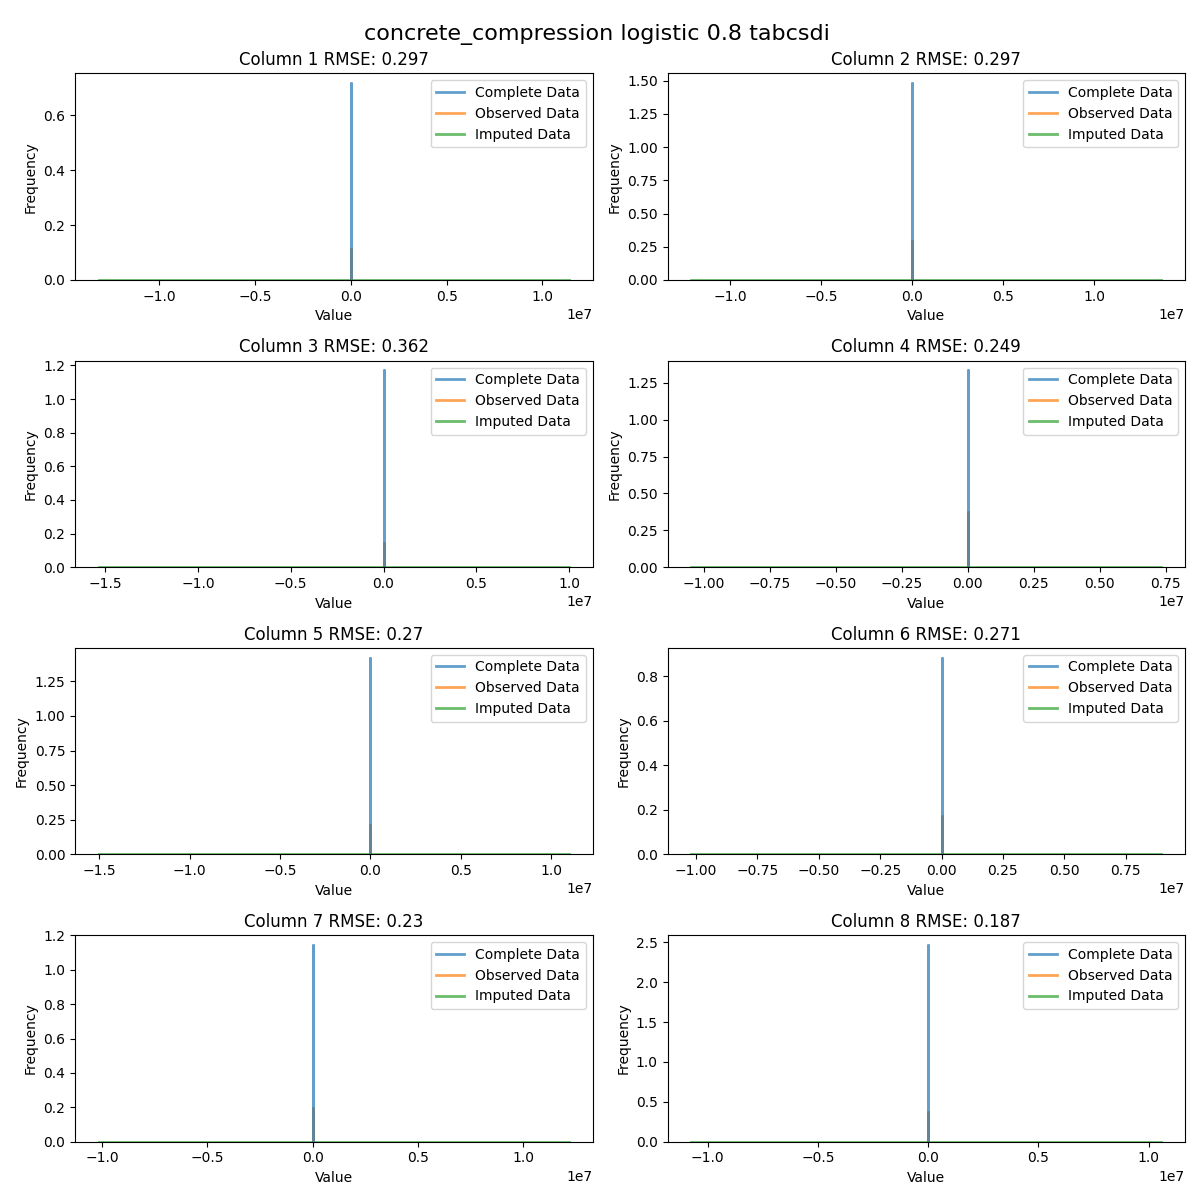 concrete_compression logistic 0.8 tabcsdi
Column 1 RMSE: 0.297
Complete Data
Observed Data
Imputed Data
Frequency
0.6
0.4
0.2
0.0
−1.0 −0.5 0.0 0.5 1.0
1e7
Value
Column 2 RMSE: 0.297
Complete Data
Observed Data
Imputed Data
Frequency
1.50
1.25
1.00
0.75
0.50
0.25
0.00
−1.0 −0.5 0.0 0.5 1.0
1e7
Value
Column 3 RMSE: 0.362
Complete Data
Observed Data
Imputed Data
Frequency
1.2
1.0
0.8
0.6
0.4
0.2
0.0
−1.5 −1.0 −0.5 0.0 0.5 1.0
1e7
Value
Column 4 RMSE: 0.249
Complete Data
Observed Data
Imputed Data
Frequency
1.25
1.00
0.75
0.50
0.25
0.00
−1.00 −0.75 −0.50 −0.25 0.00 0.25 0.50 0.75
1e7
Value
Column 5 RMSE: 0.27
Complete Data
Observed Data
Imputed Data
Frequency
1.25
1.00
0.75
0.50
0.25
0.00
−1.5 −1.0 −0.5 0.0 0.5 1.0
1e7
Value
Column 6 RMSE: 0.271
Complete Data
Observed Data
Imputed Data
Frequency
0.8
0.6
0.4
0.2
0.0
−1.00 −0.75 −0.50 −0.25 0.00 0.25 0.50 0.75
1e7
Value
Column 7 RMSE: 0.23
Complete Data
Observed Data
Imputed Data
Frequency
1.2
1.0
0.8
0.6
0.4
0.2
0.0
−1.0 −0.5 0.0 0.5 1.0
1e7
Value
Column 8 RMSE: 0.187
Complete Data
Observed Data
Imputed Data
Frequency
2.5
2.0
1.5
1.0
0.5
0.0
−1.0 −0.5 0.0 0.5 1.0
1e7
Value